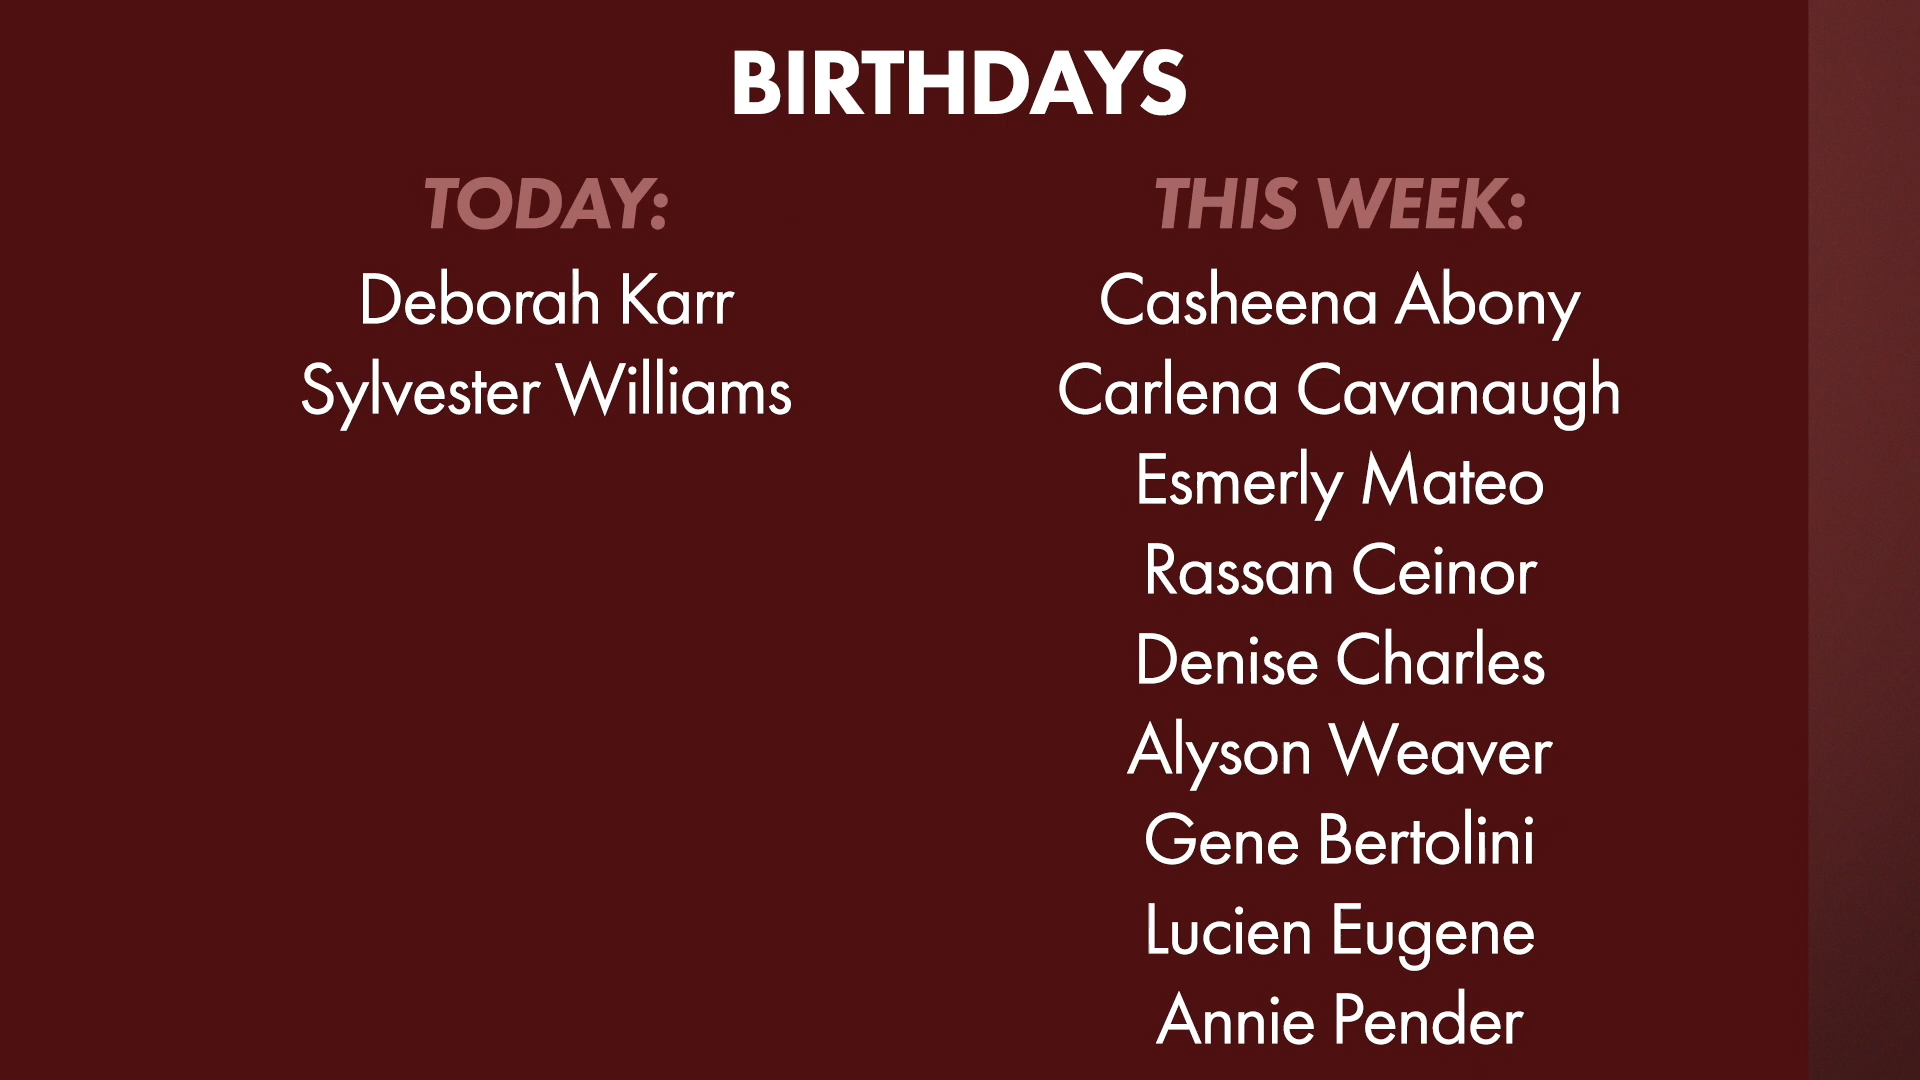 BIRTHDAYS
TODAY:
Deborah Karr
Sylvester Williams
THIS WEEK:
Casheena Abony
Carlena Cavanaugh
Esmerly Mateo
Rassan Ceinor
Denise Charles
Alyson Weaver
Gene Bertolini
Lucien Eugene
Annie Pender